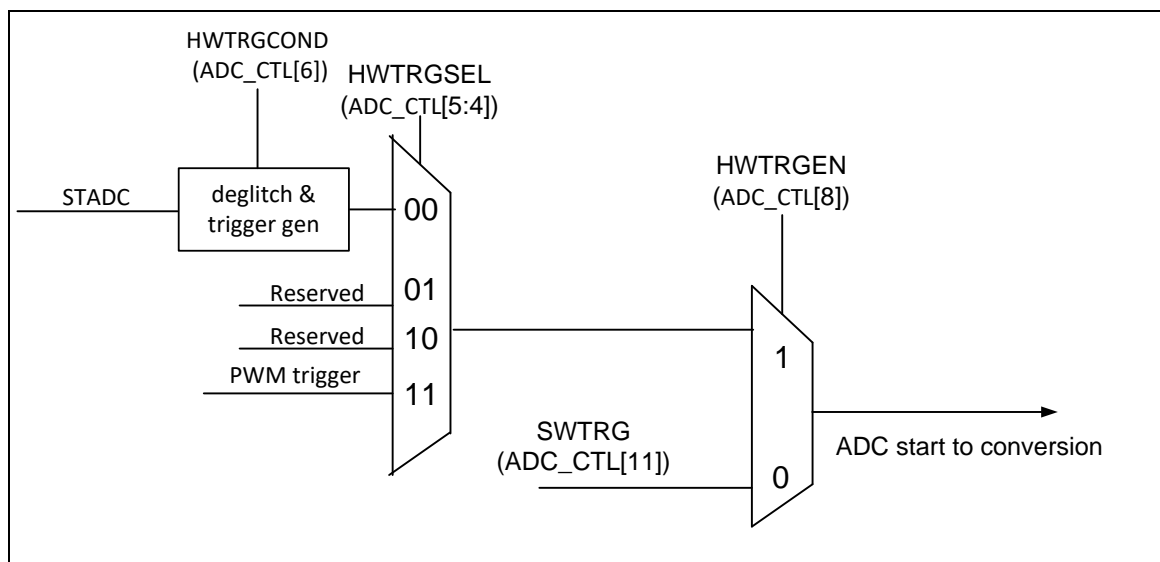 HWTRGCOND
(ADC_CTL[6])
HWTRGSEL
(ADC_CTL[5:4])
HWTRGEN
(ADC_CTL[8])
STADC
deglitch &
trigger gen
00
Reserved
01
Reserved
10
PWM trigger
11
1
SWTRG
(ADC_CTL[11])
0
ADC start to conversion